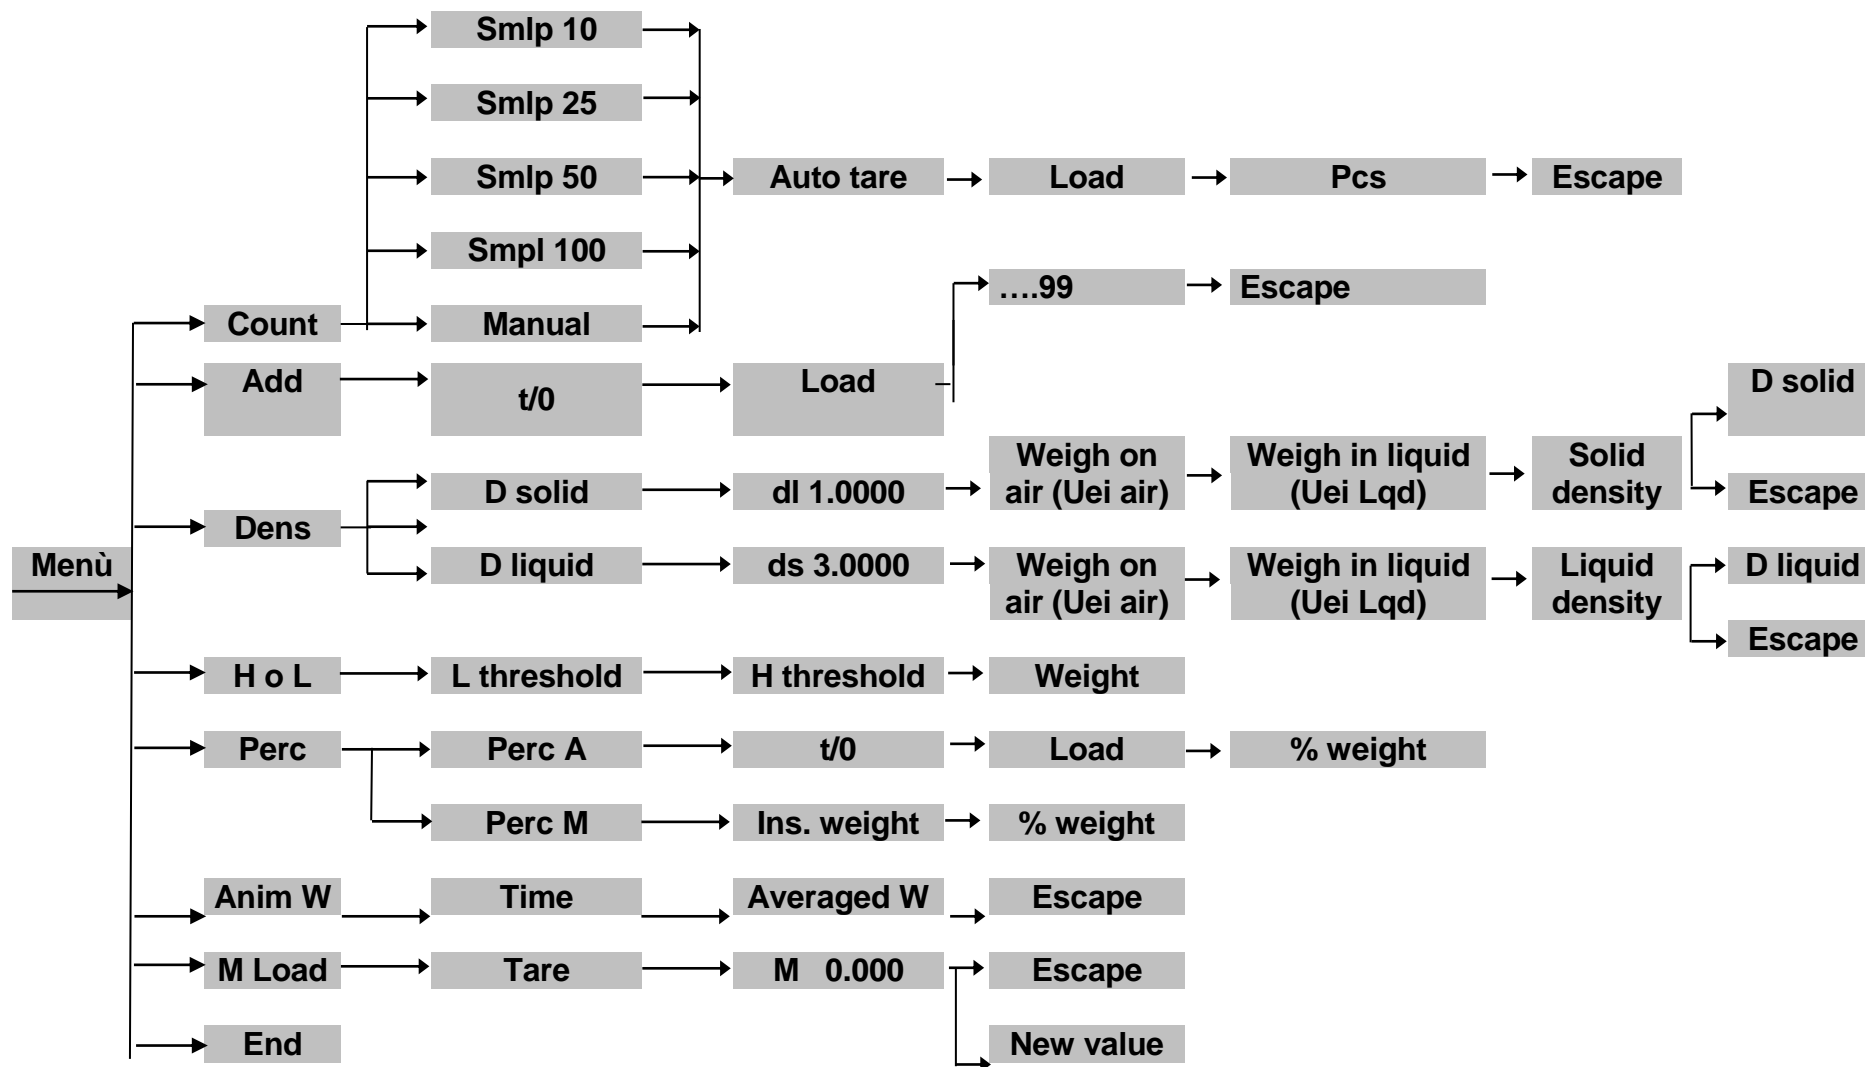 Smlp 10
Smlp 25
Smlp 50 Auto tare Load Pcs Escape
Smpl 100
….99 Escape
Count Manual
Add t/0 Load D solid
D solid dl 1.0000 Weigh on
air (Uei air) Weigh in liquid
(Uei Lqd) Solid
density Escape
Dens
Menù
D liquid ds 3.0000 Weigh on
air (Uei air) Weigh in liquid
(Uei Lqd) Liquid
density D liquid
Escape
H o L L threshold H threshold Weight
Perc Perc A t/0 Load % weight
Perc M Ins. weight % weight
Anim W Time Averaged W Escape
M Load Tare M 0.000 Escape
End New value